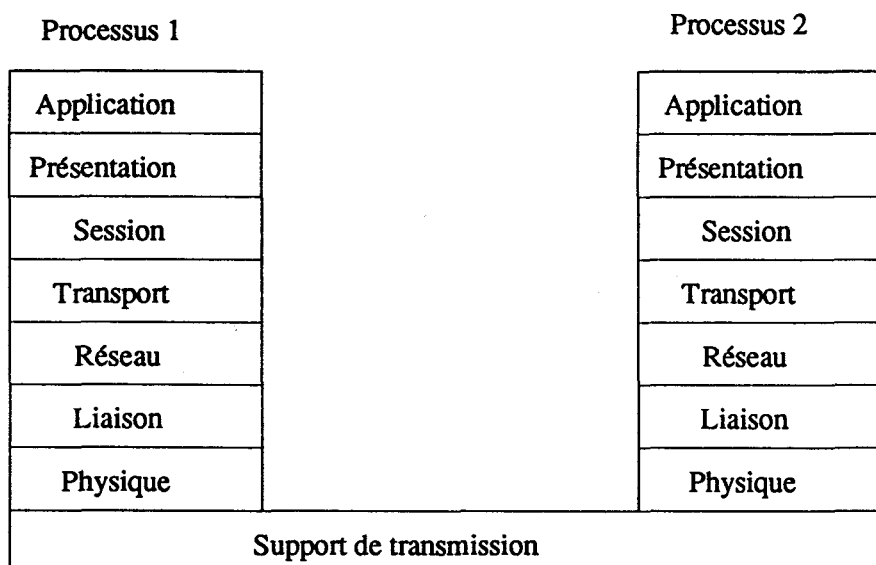 Processus 1
Processus 2
Application
Application
Présentation
Présentation
Session
Session
Transport
Transport
Réseau
Réseau
Liaison
Liaison
Physique
Physique
Support de transmission